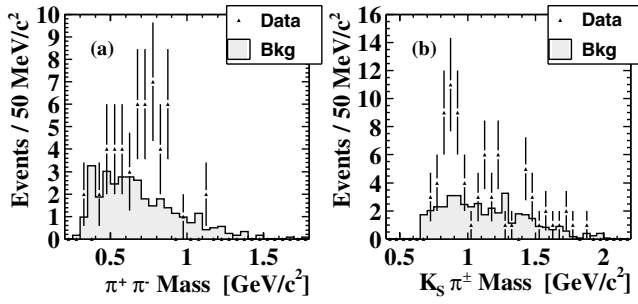 Events / 50 MeV/c²
10
9
8
7
6
5
4
3
2
1
0
(a)
Data
Bkg
0.5
1
1.5
π⁺ π⁻ Mass [GeV/c²]
Events / 50 MeV/c²
16
14
12
10
8
6
4
2
0
(b)
Data
Bkg
0.5
1
1.5
2
K_S π± Mass [GeV/c²]